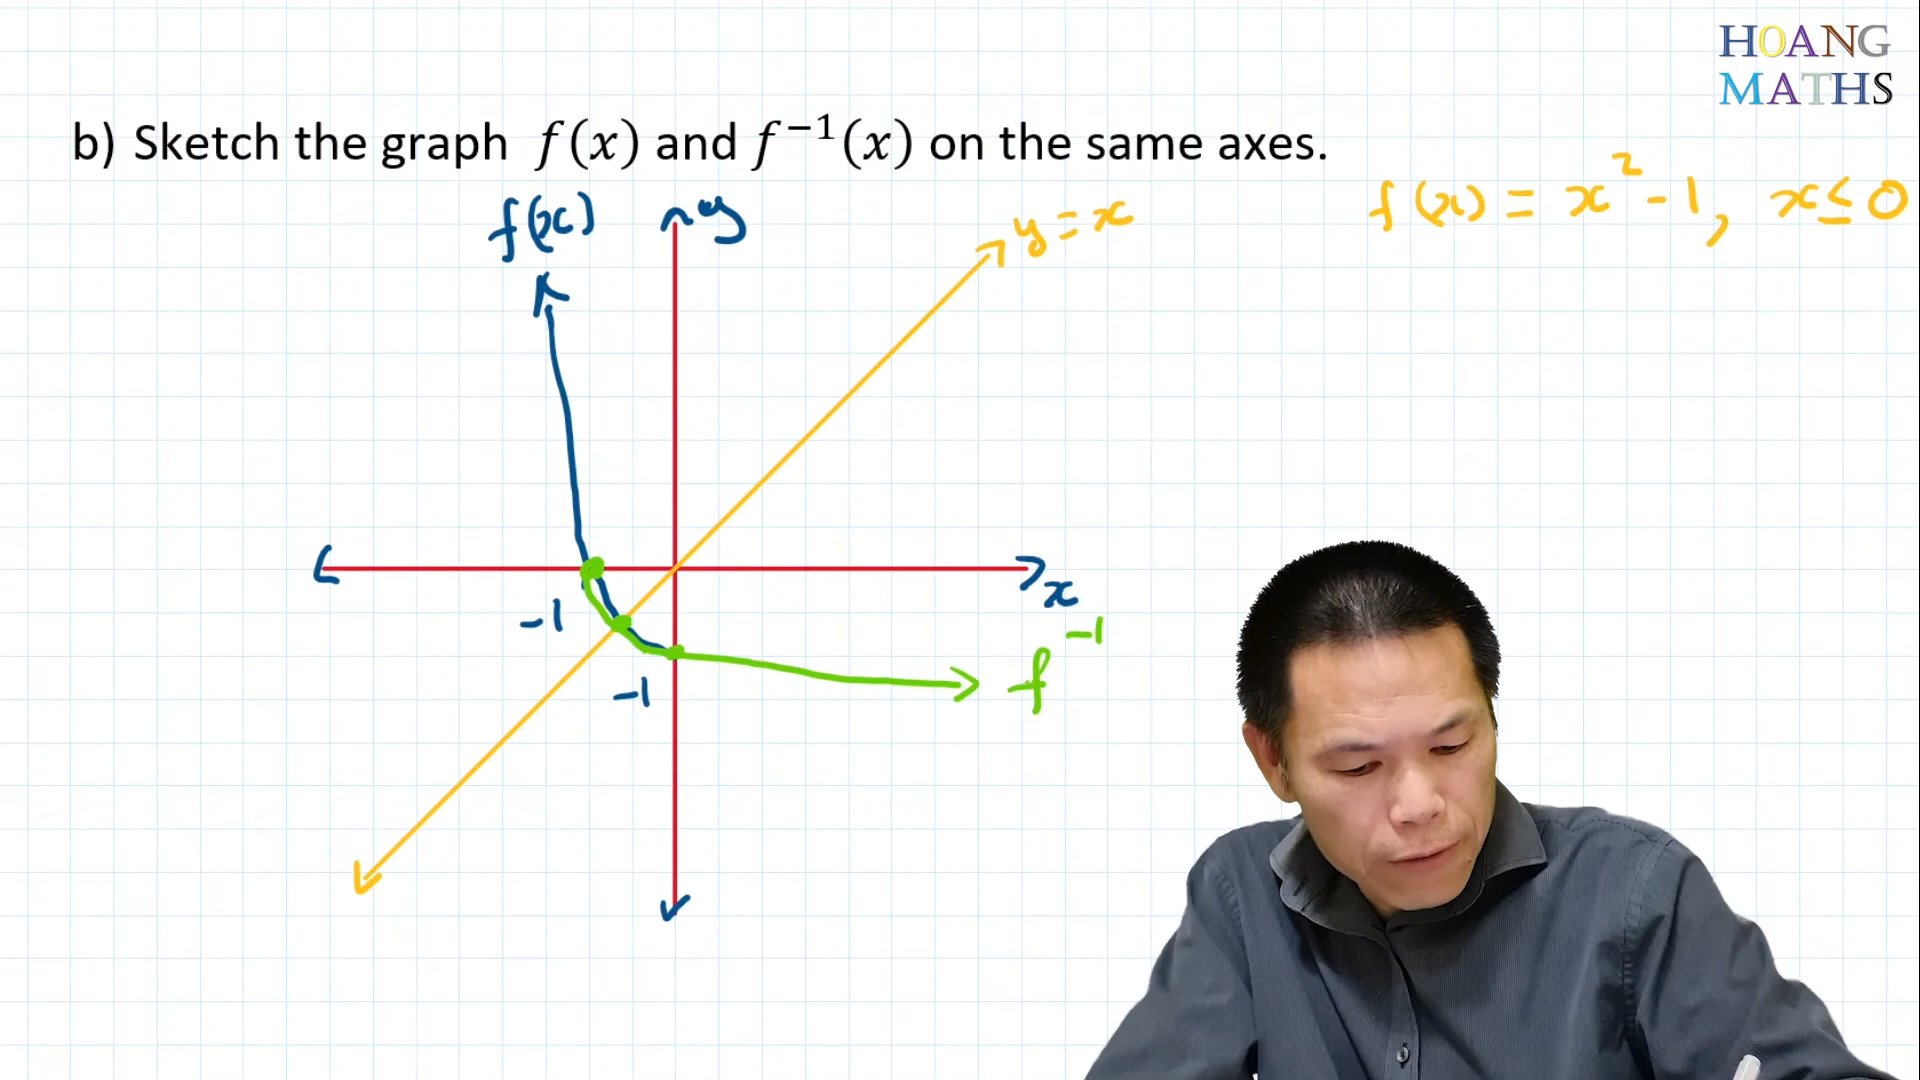 HOANG
MATHS
b) Sketch the graph f(x) and f⁻¹(x) on the same axes.
f(x) = x² - 1, x ≤ 0
f(x)
y
y = x
x
-1
-1
f⁻¹